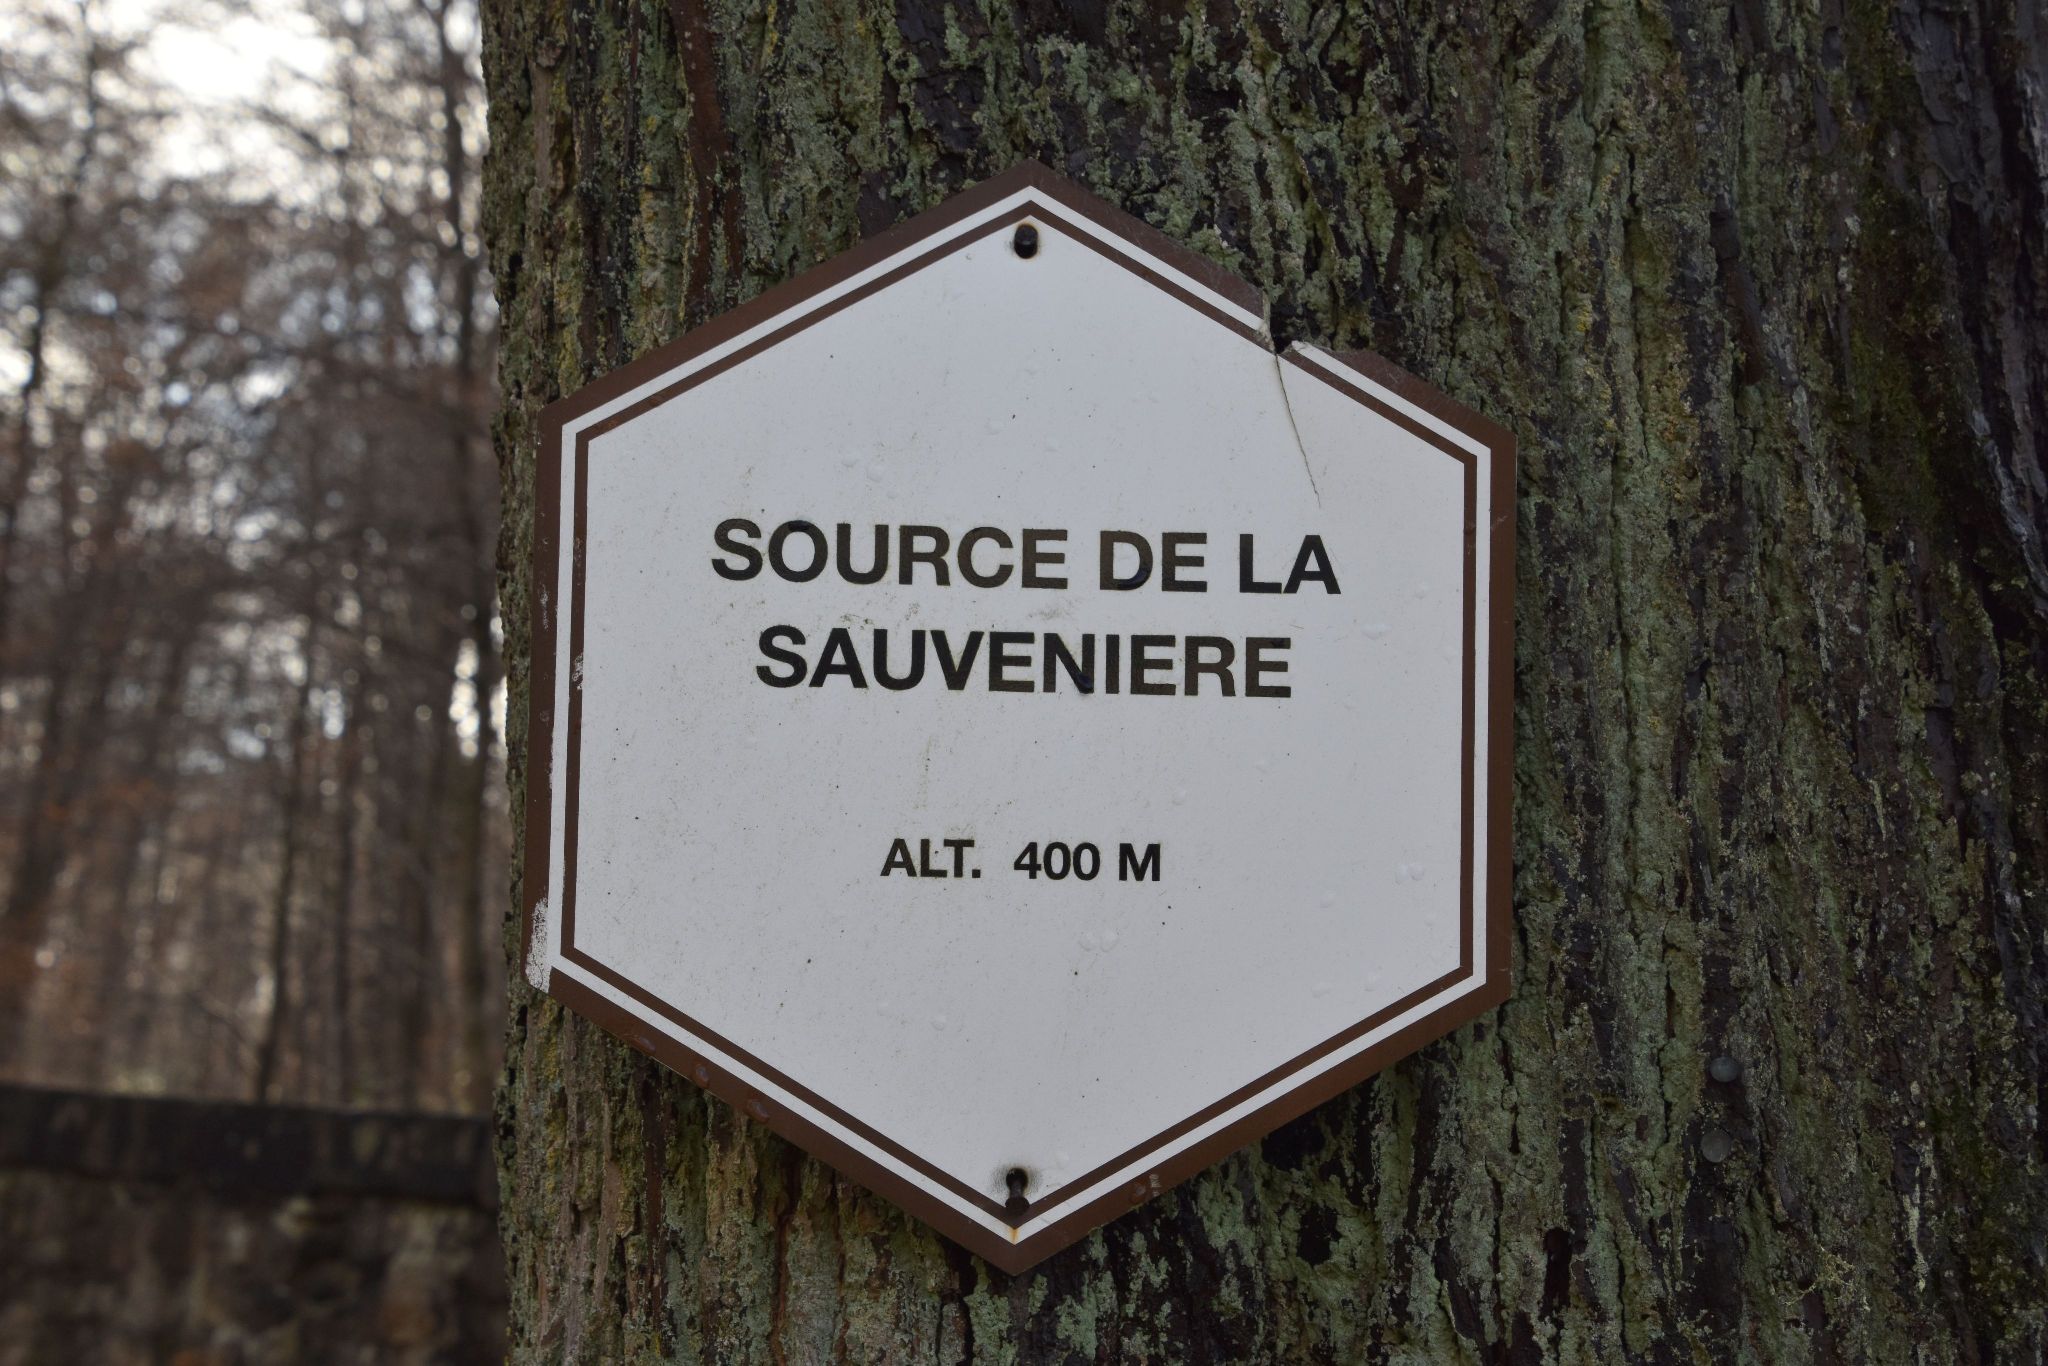 SOURCE DE LA
SAUVENIERE
ALT. 400 M